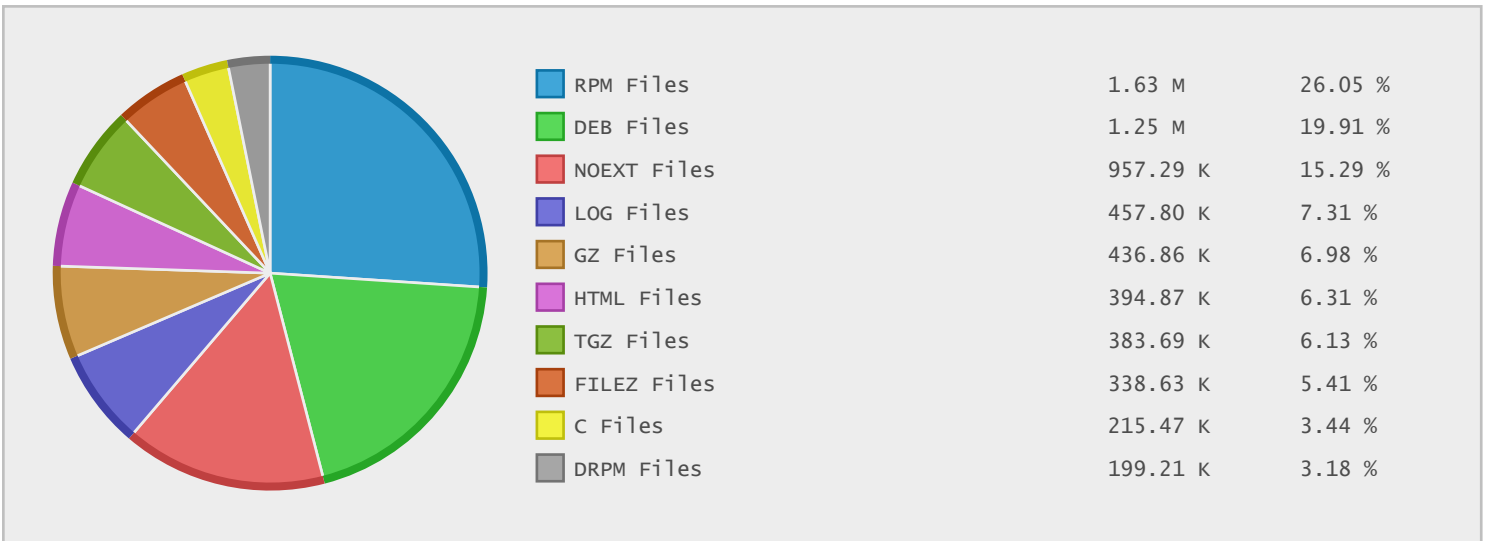 RPM Files 1.63 M 26.05 %
DEB Files 1.25 M 19.91 %
NOEXT Files 957.29 K 15.29 %
LOG Files 457.80 K 7.31 %
GZ Files 436.86 K 6.98 %
HTML Files 394.87 K 6.31 %
TGZ Files 383.69 K 6.13 %
FILEZ Files 338.63 K 5.41 %
C Files 215.47 K 3.44 %
DRPM Files 199.21 K 3.18 %